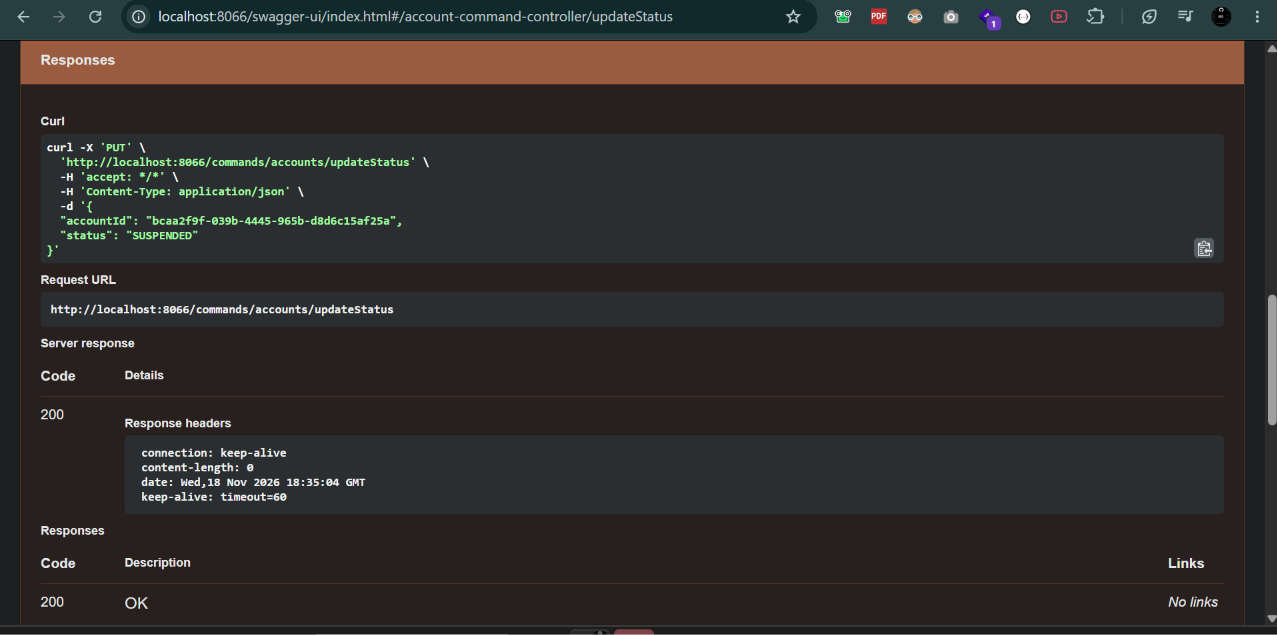 localhost:8066/swagger-ui/index.html#/account-command-controller/updateStatus
PDF
1
Responses
Curl
curl -X 'PUT' \
'http://localhost:8066/commands/accounts/updateStatus' \
-H 'accept: */*' \
-H 'Content-Type: application/json' \
-d '{
"accountId": "bcaa2f9f-039b-4445-965b-d8d6c15af25a",
"status": "SUSPENDED"
}'
Request URL
http://localhost:8066/commands/accounts/updateStatus
Server response
Code Details
200
Response headers
connection: keep-alive
content-length: 0
date: Wed,18 Nov 2026 18:35:04 GMT
keep-alive: timeout=60
Responses
Code Description Links
200 OK No links